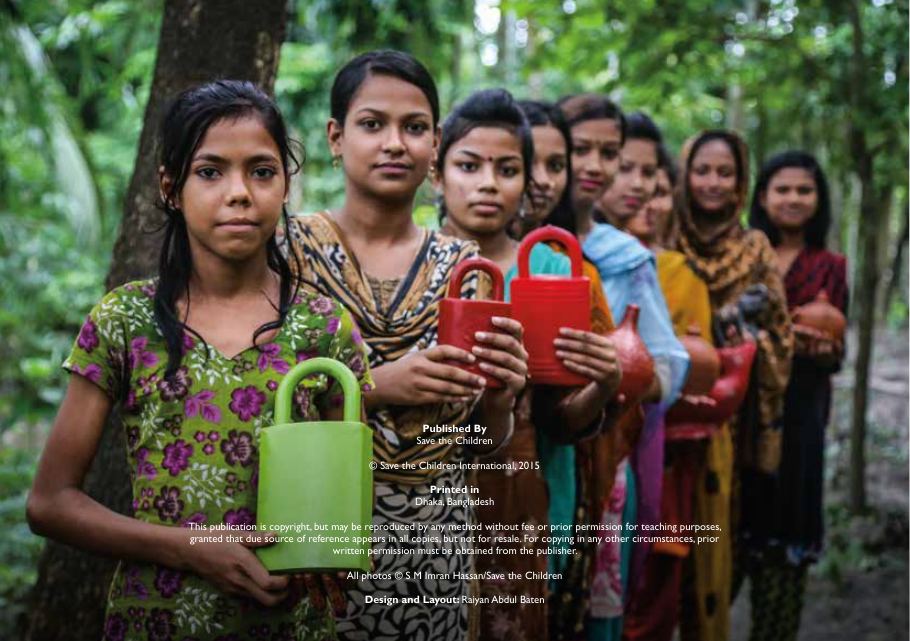 Published By
Save the Children
© Save the Children International, 2015
Printed in
Dhaka, Bangladesh
This publication is copyright, but may be reproduced by any method without fee or prior permission for teaching purposes,
granted that due source of reference appears in all copies, but not for resale. For copying in any other circumstances, prior
written permission must be obtained from the publisher.
All photos © S M Imran Hassan/Save the Children
Design and Layout: Raiyan Abdul Baten